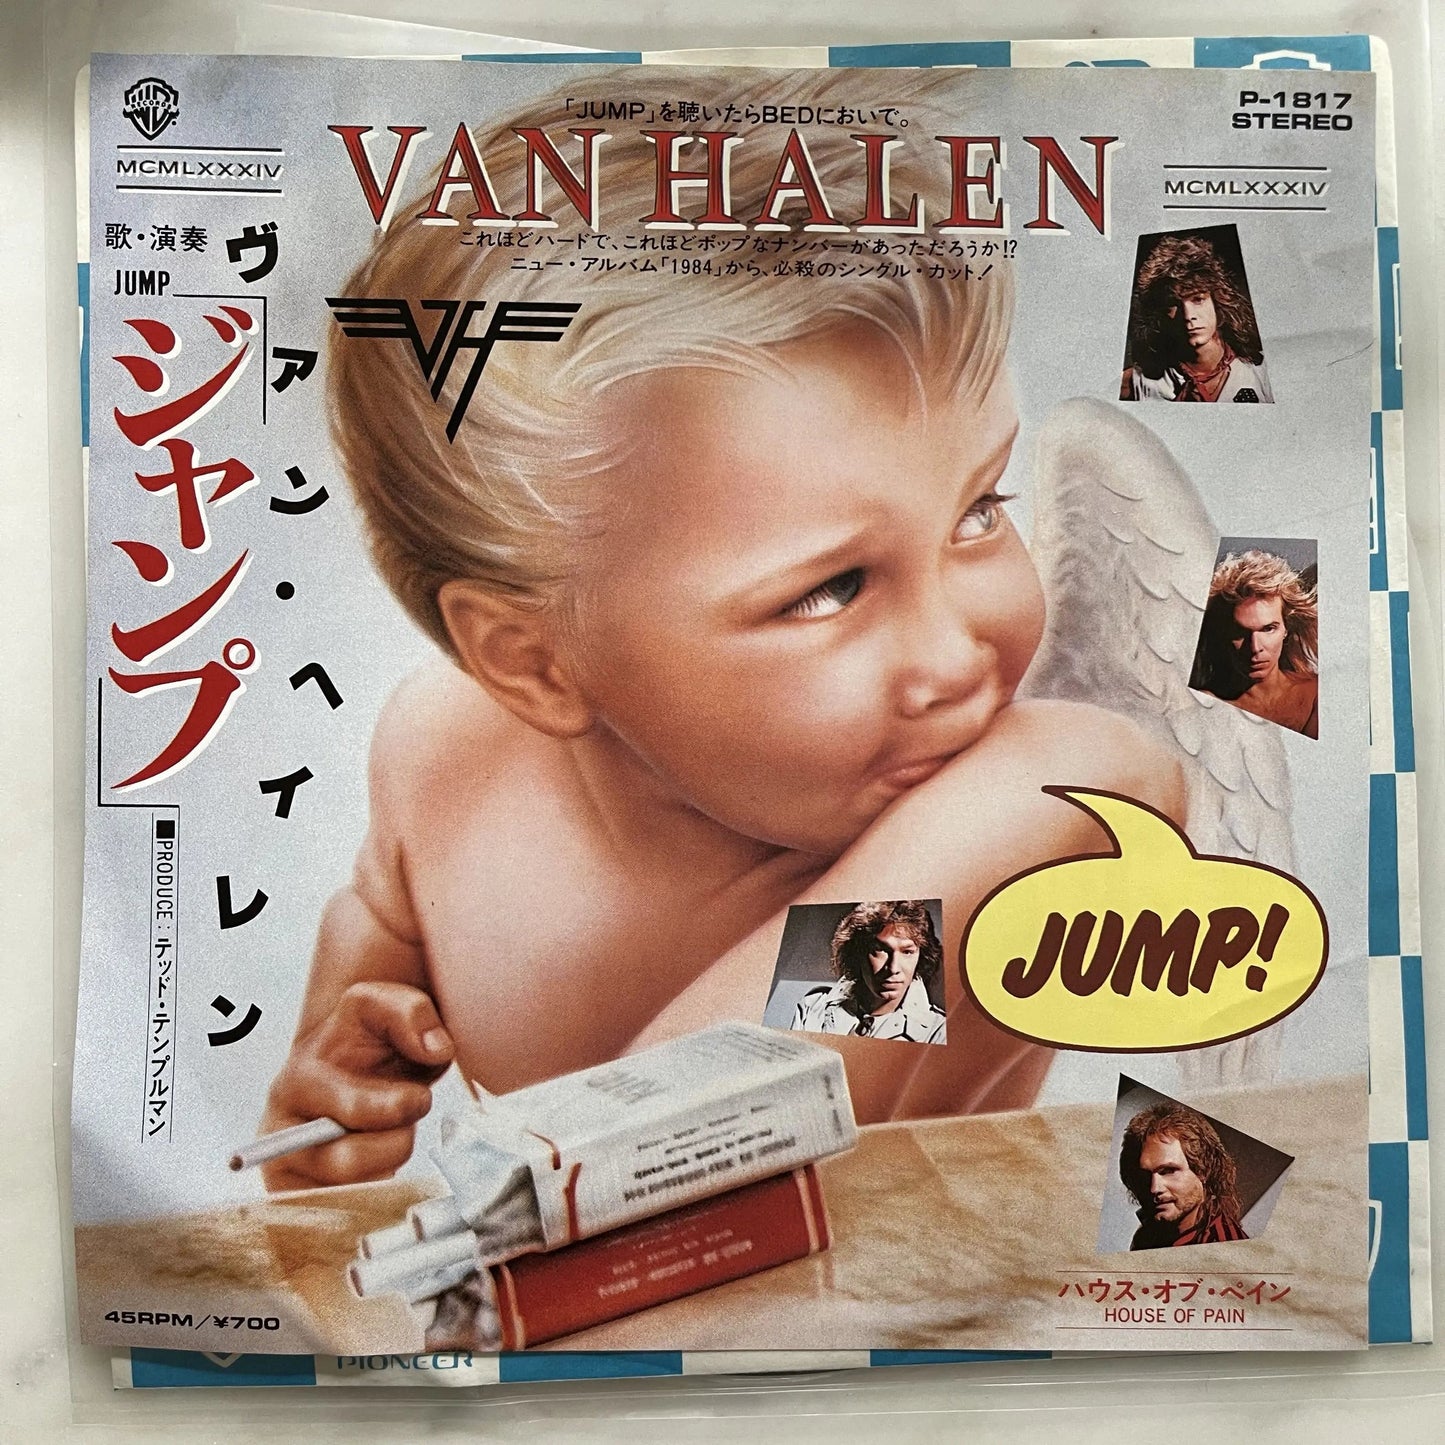 「JUMP」を聴いたらBEDにおいで。
P-1817
STEREO
W RECORDS
VAN HALEN
MCMLXXXIV
MCMLXXXIV
これほどハードで、これほどポップなナンバーがあっただろうか!?
ニュー・アルバム「1984」から、必殺のシングル・カット!
歌・演奏
ヴァン・ヘイレン
JUMP
ジャンプ
VH
■PRODUCE:テッド・テンプルマン
JUMP!
ハウス・オブ・ペイン
HOUSE OF PAIN
45RPM/¥700
PIONEER